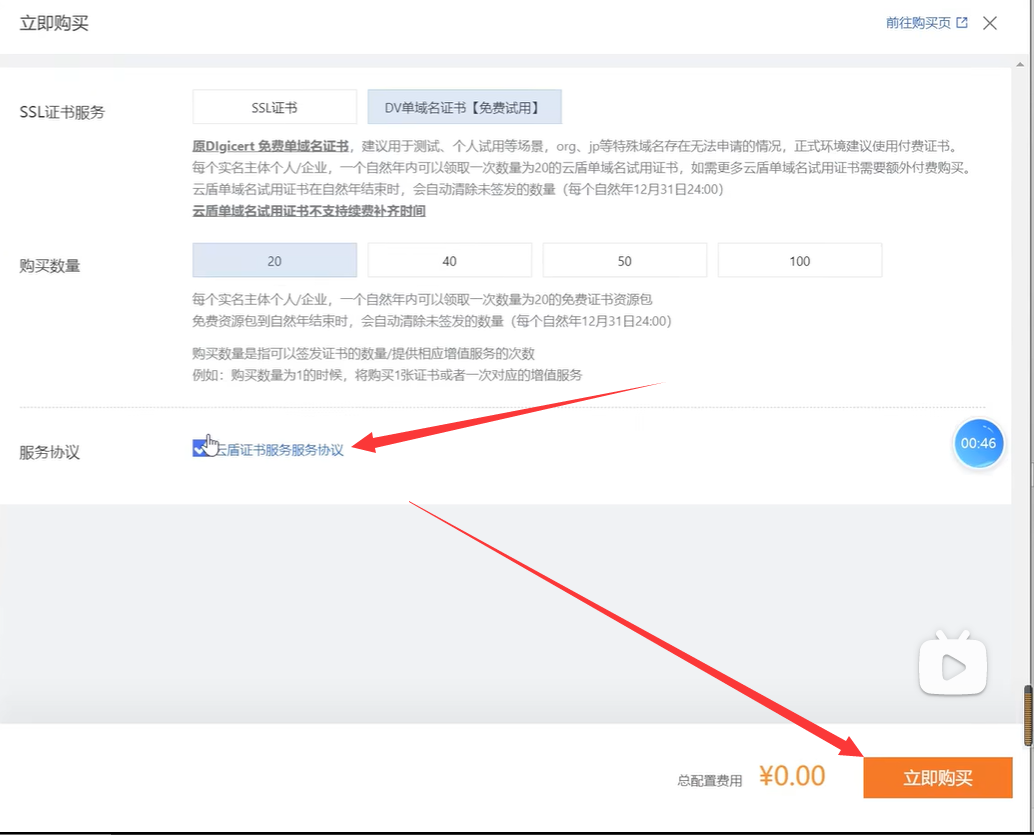 立即购买
前往购买页
SSL证书服务
SSL证书
DV单域名证书【免费试用】
原DIgicert 免费单域名证书，建议用于测试、个人试用等场景，org、jp等特殊域名存在无法申请的情况，正式环境建议使用付费证书。
每个实名主体个人/企业，一个自然年内可以领取一次数量为20的云盾单域名试用证书，如需更多云盾单域名试用证书需要额外付费购买。
云盾单域名试用证书在自然年结束时，会自动清除未签发的数量（每个自然年12月31日24:00）
云盾单域名试用证书不支持续费补齐时间
购买数量
20
40
50
100
每个实名主体个人/企业，一个自然年内可以领取一次数量为20的免费证书资源包
免费资源包到自然年结束时，会自动清除未签发的数量（每个自然年12月31日24:00）
购买数量是指可以签发证书的数量/提供相应增值服务的次数
例如：购买数量为1的时候，将购买1张证书或者一次对应的增值服务
服务协议
云盾证书服务服务协议
00:46
总配置费用
¥0.00
立即购买